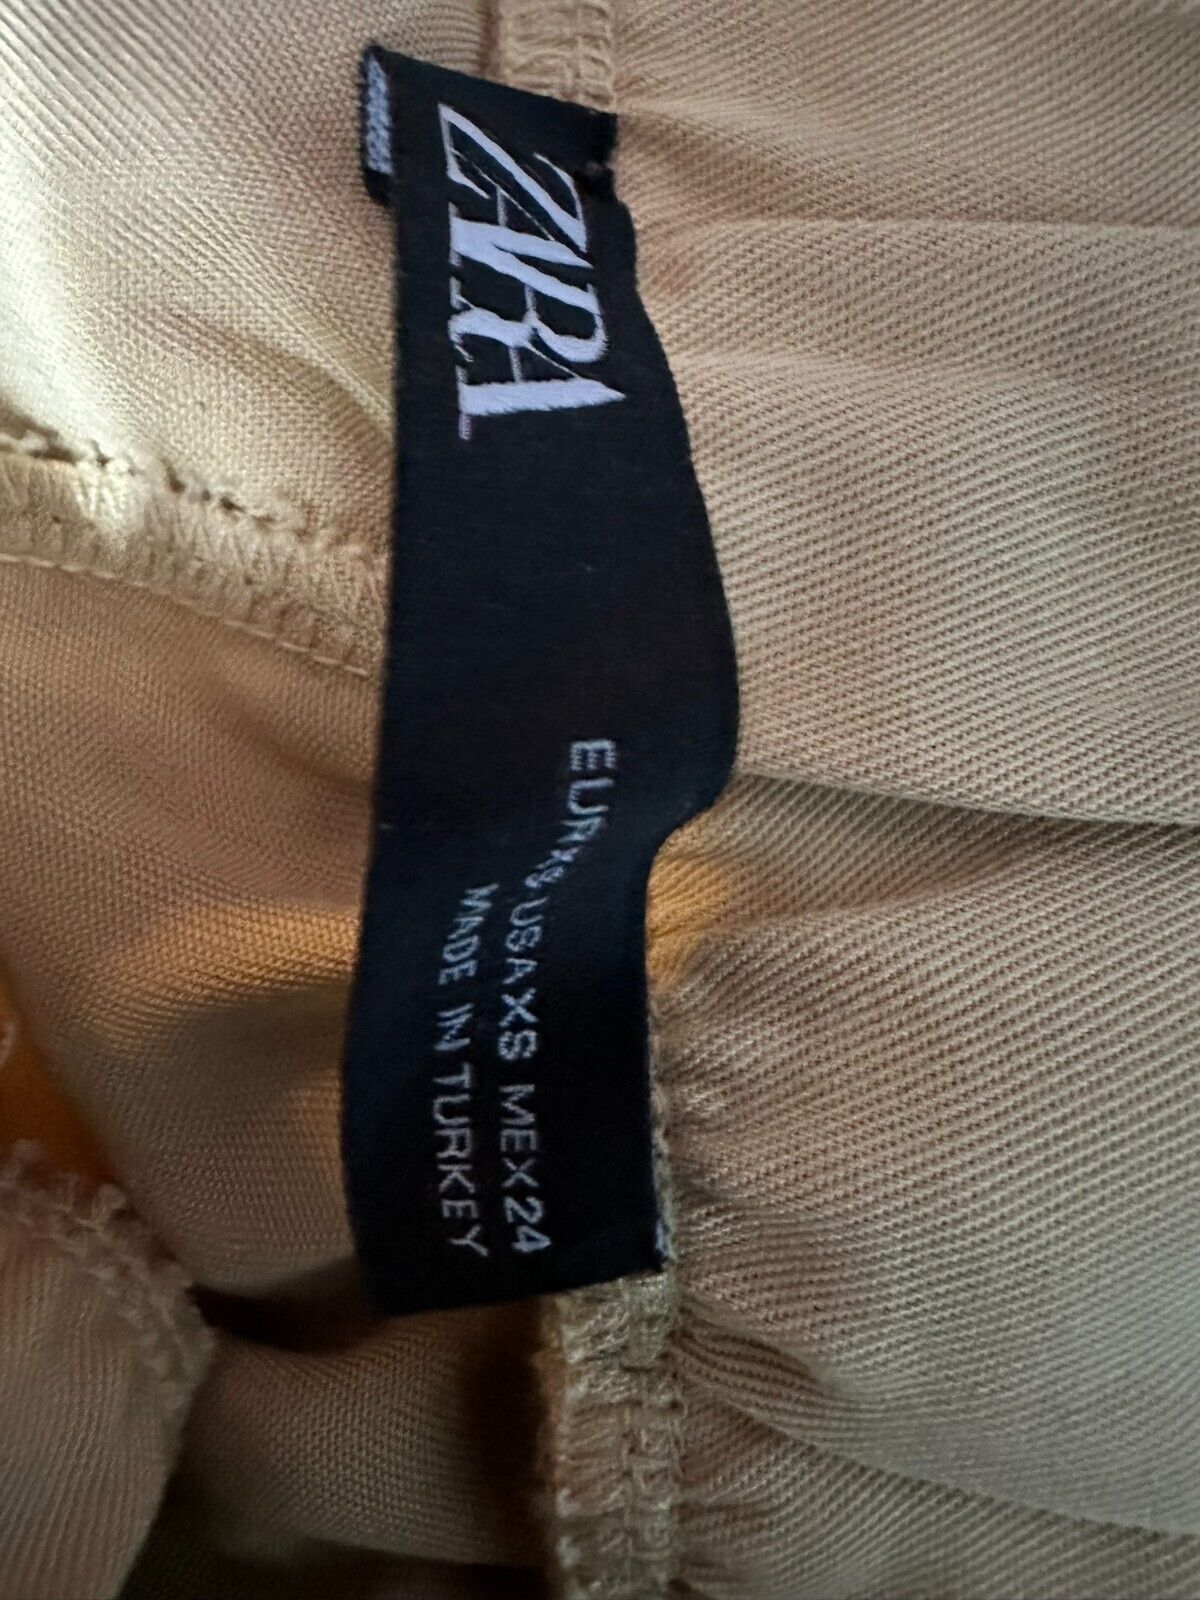 ZARA
EUR XS USA XS MEX 24
MADE IN TURKEY